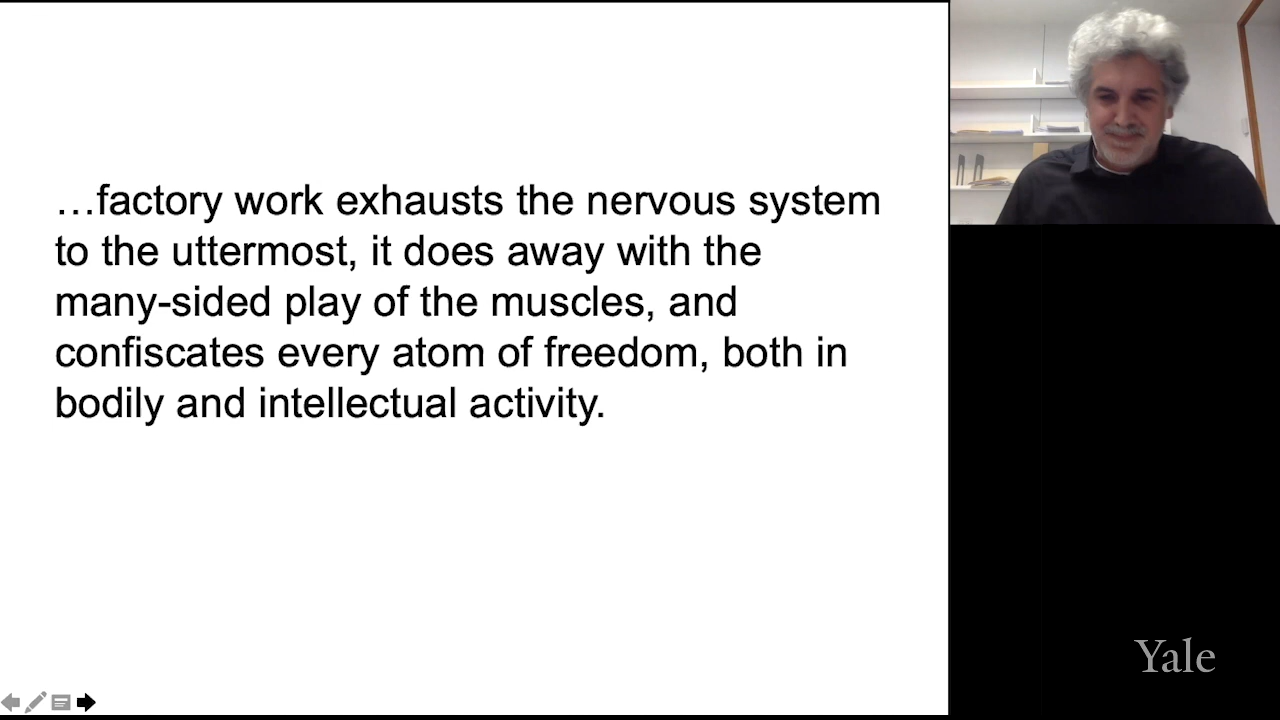 …factory work exhausts the nervous system
to the uttermost, it does away with the
many-sided play of the muscles, and
confiscates every atom of freedom, both in
bodily and intellectual activity.
Yale